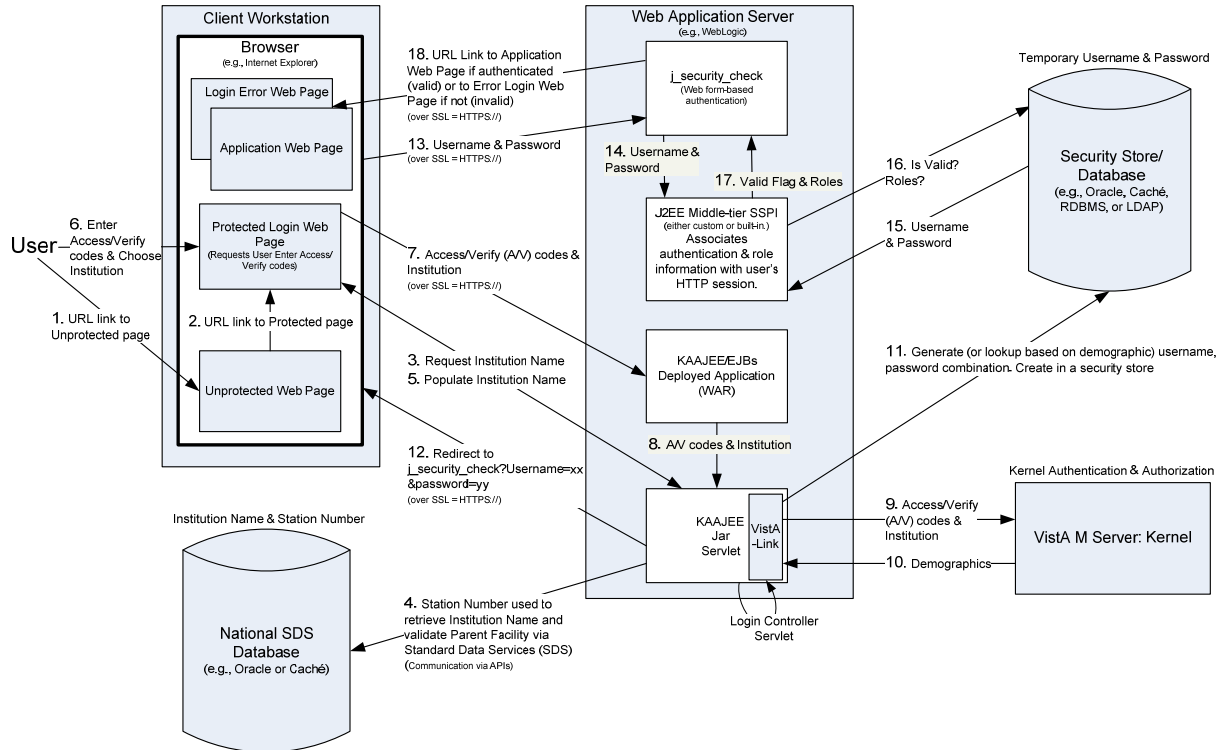 Client Workstation
Browser
(e.g., Internet Explorer)
Login Error Web Page
Application Web Page
Protected Login Web
Page
(Requests User Enter Access/
Verify codes)
2. URL link to Protected page
Unprotected Web Page
User
6. Enter
Access/Verify
codes & Choose
Institution
1. URL link to
Unprotected page
18. URL Link to Application
Web Page if authenticated
(valid) or to Error Login Web
Page if not (invalid)
(over SSL = HTTPS://)
13. Username & Password
(over SSL = HTTPS://)
7. Access/Verify (A/V) codes &
Institution
(over SSL = HTTPS://)
3. Request Institution Name
5. Populate Institution Name
12. Redirect to
j_security_check?Username=xx
&password=yy
(over SSL = HTTPS://)
4. Station Number used to
retrieve Institution Name and
validate Parent Facility via
Standard Data Services (SDS)
(Communication via APIs)
Institution Name & Station Number
National SDS
Database
(e.g., Oracle or Caché)
Web Application Server
(e.g., WebLogic)
j_security_check
(Web form-based
authentication)
14. Username &
Password
17. Valid Flag & Roles
J2EE Middle-tier SSPI
(either custom or built-in.)
Associates
authentication & role
information with user's
HTTP session.
KAAJEE/EJBs
Deployed Application
(WAR)
8. A/V codes & Institution
KAAJEE
Jar
Servlet
VistA
-Link
Login Controller
Servlet
Temporary Username & Password
Security Store/
Database
(e.g., Oracle, Caché,
RDBMS, or LDAP)
16. Is Valid?
Roles?
15. Username
& Password
11. Generate (or lookup based on demographic) username,
password combination. Create in a security store
Kernel Authentication & Authorization
9. Access/Verify
(A/V) codes &
Institution
10. Demographics
VistA M Server: Kernel